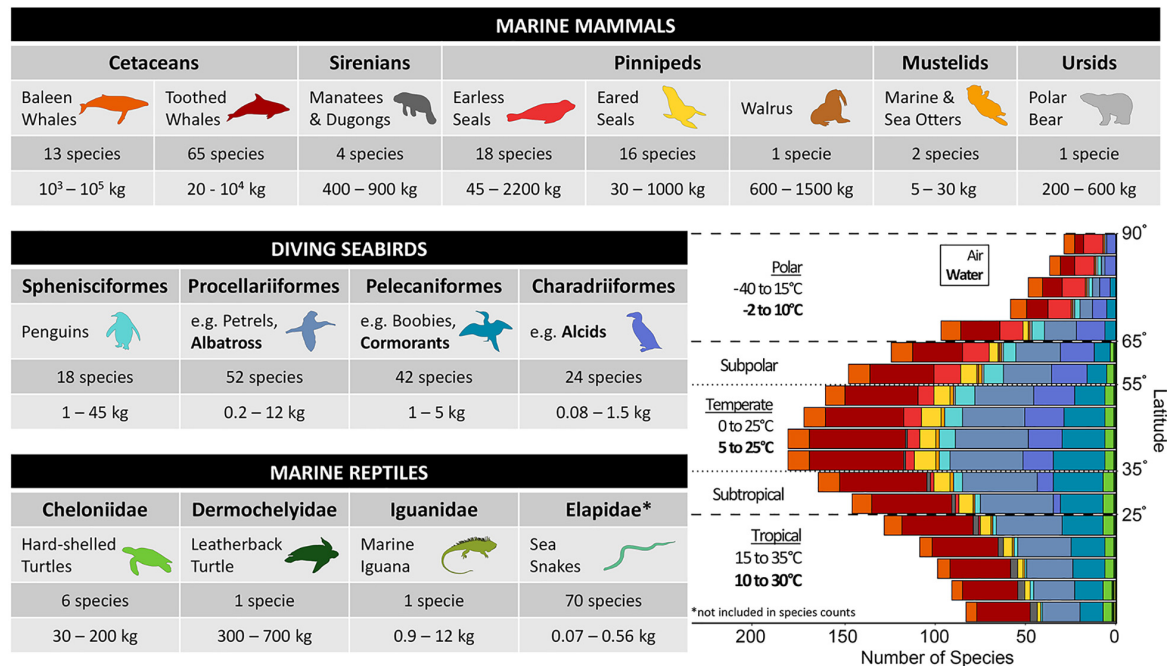 MARINE MAMMALS
Cetaceans Sirenians Pinnipeds Mustelids Ursids
Baleen Whales Toothed Whales Manatees & Dugongs Earless Seals Eared Seals Walrus Marine & Sea Otters Polar Bear
13 species 65 species 4 species 18 species 16 species 1 specie 2 species 1 specie
10³ – 10⁵ kg 20 - 10⁴ kg 400 – 900 kg 45 – 2200 kg 30 – 1000 kg 600 – 1500 kg 5 – 30 kg 200 – 600 kg
DIVING SEABIRDS
Sphenisciformes Procellariiformes Pelecaniformes Charadriiformes
Penguins e.g. Petrels, Albatross e.g. Boobies, Cormorants e.g. Alcids
18 species 52 species 42 species 24 species
1 – 45 kg 0.2 – 12 kg 1 – 5 kg 0.08 – 1.5 kg
MARINE REPTILES
Cheloniidae Dermochelyidae Iguanidae Elapidae*
Hard-shelled Turtles Leatherback Turtle Marine Iguana Sea Snakes
6 species 1 specie 1 specie 70 species
30 – 200 kg 300 – 700 kg 0.9 – 12 kg 0.07 – 0.56 kg
Air
Water
Polar
-40 to 15°C
-2 to 10°C
Subpolar
Temperate
0 to 25°C
5 to 25°C
Subtropical
Tropical
15 to 35°C
10 to 30°C
*not included in species counts
90°
65°
55°
35°
25°
Latitude
200 150 100 50 0
Number of Species